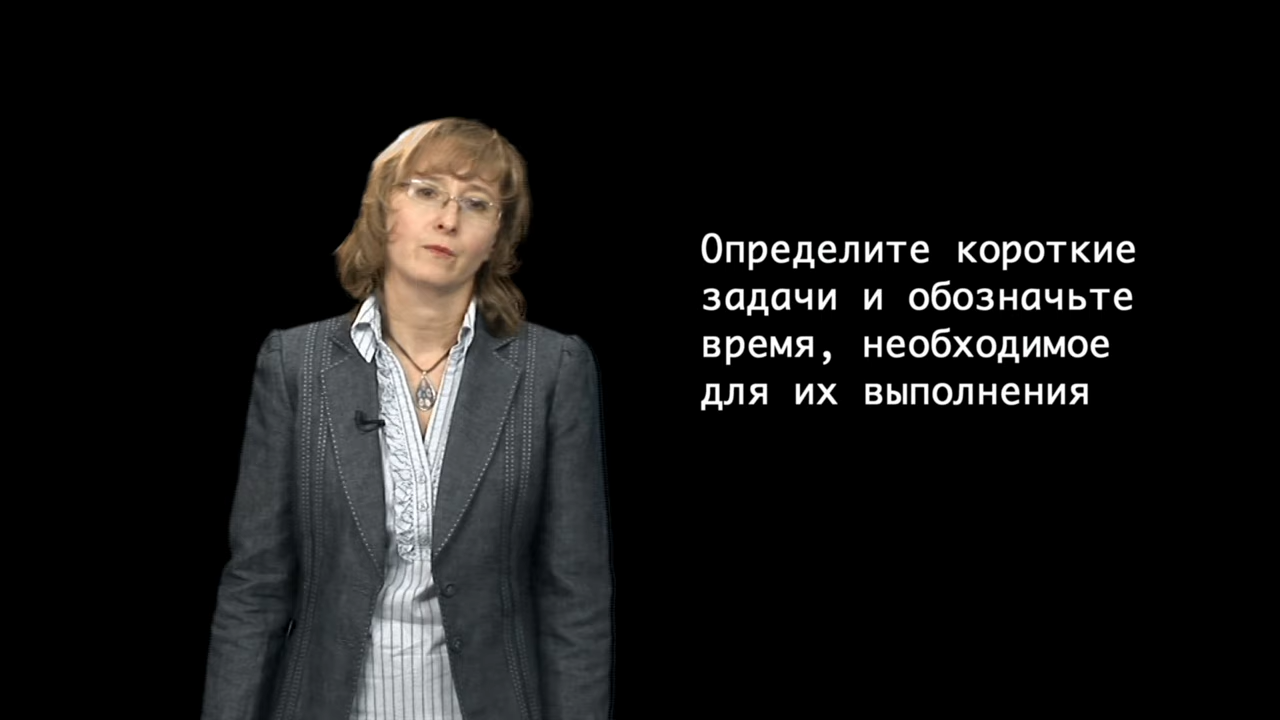 Определите короткие
задачи и обозначьте
время, необходимое
для их выполнения